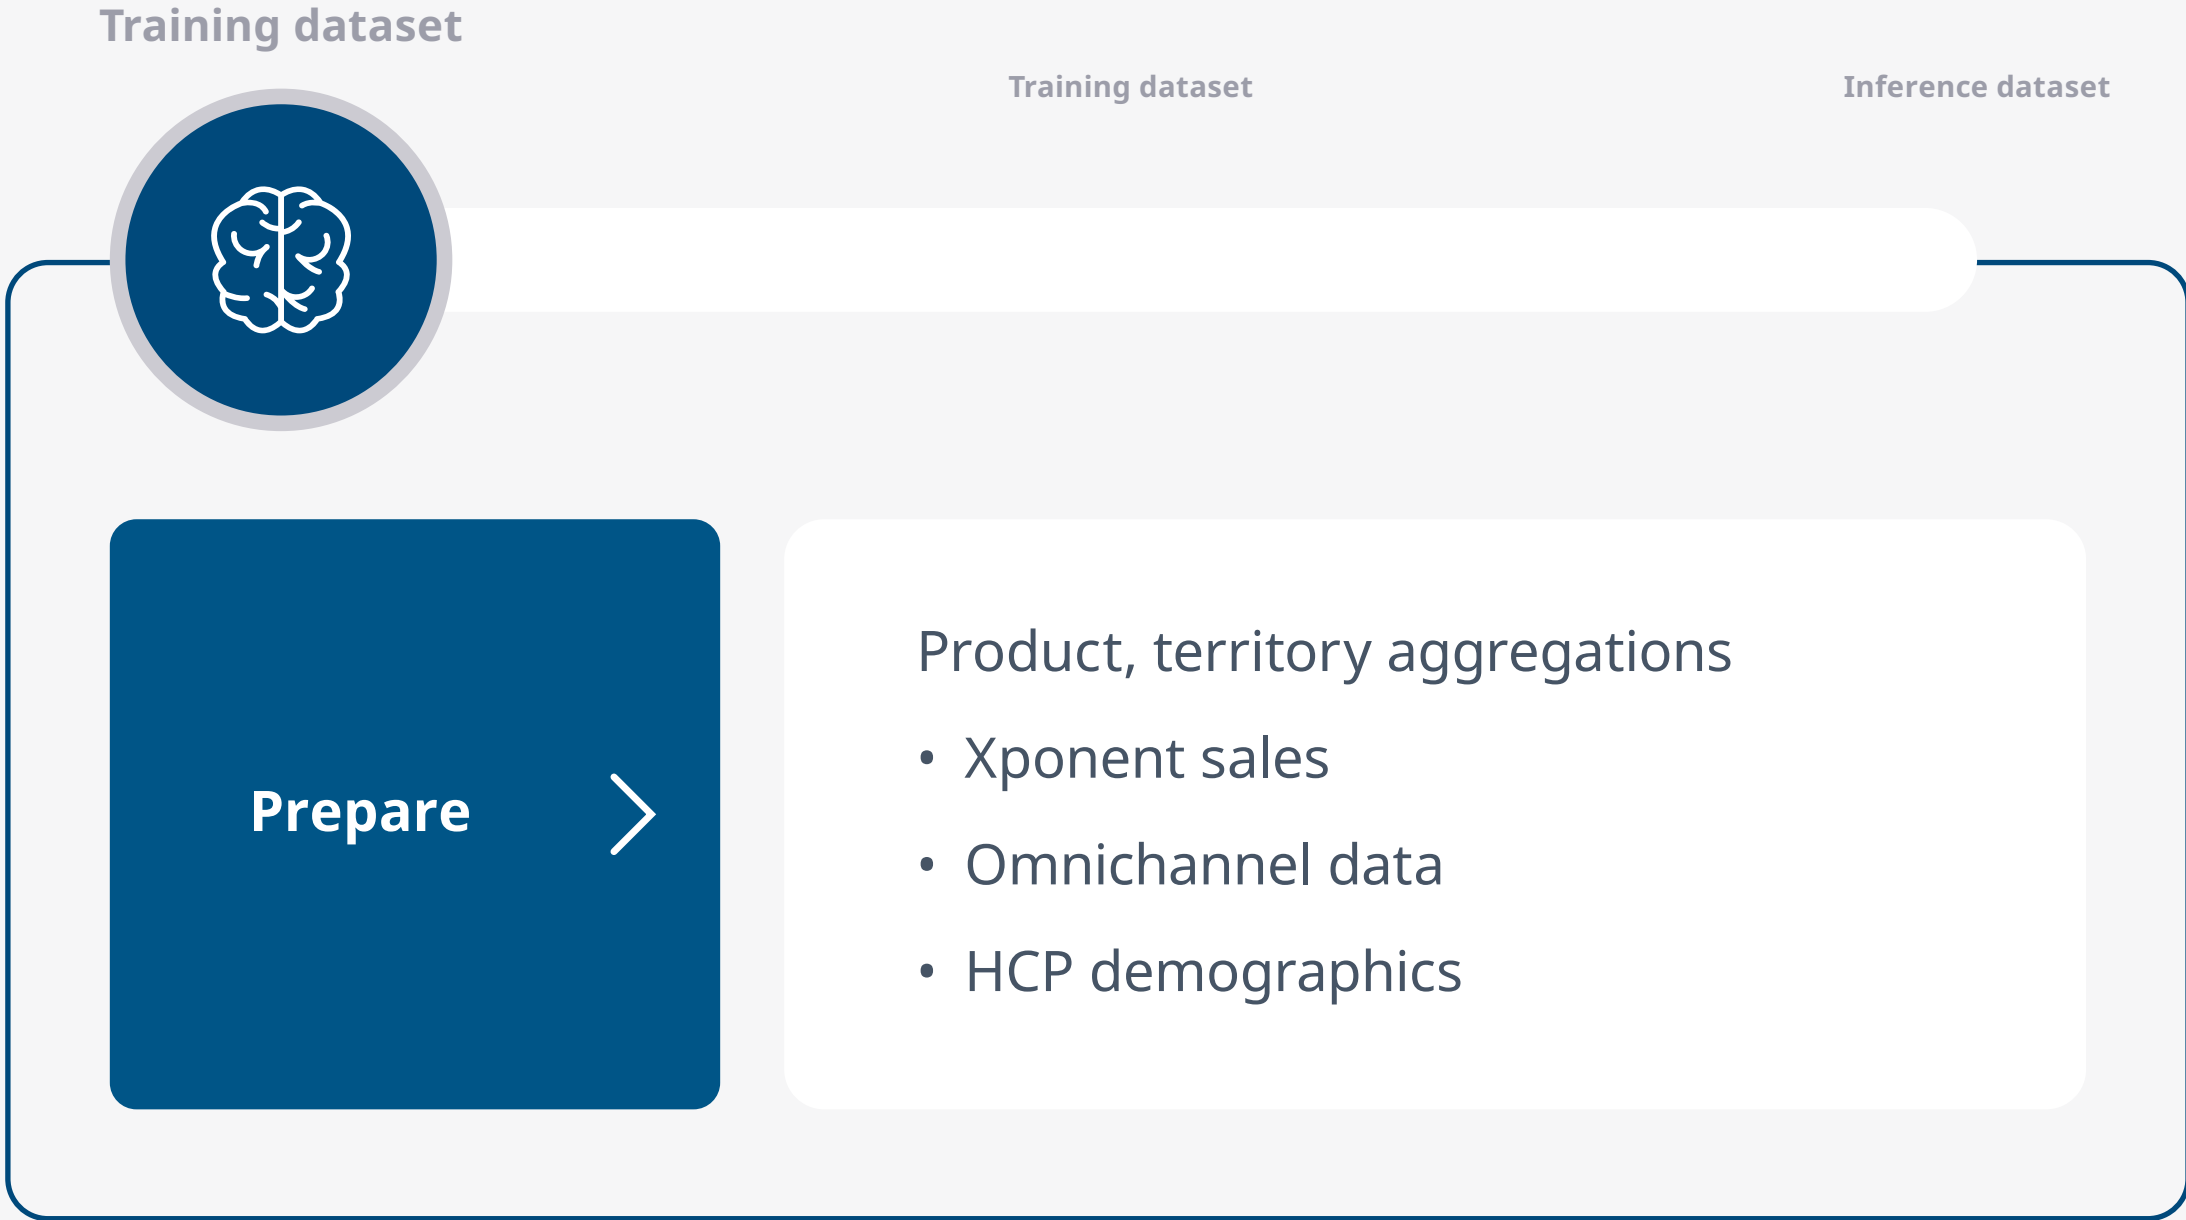 Training dataset
Training dataset
Inference dataset
Prepare
Product, territory aggregations
• Xponent sales
• Omnichannel data
• HCP demographics